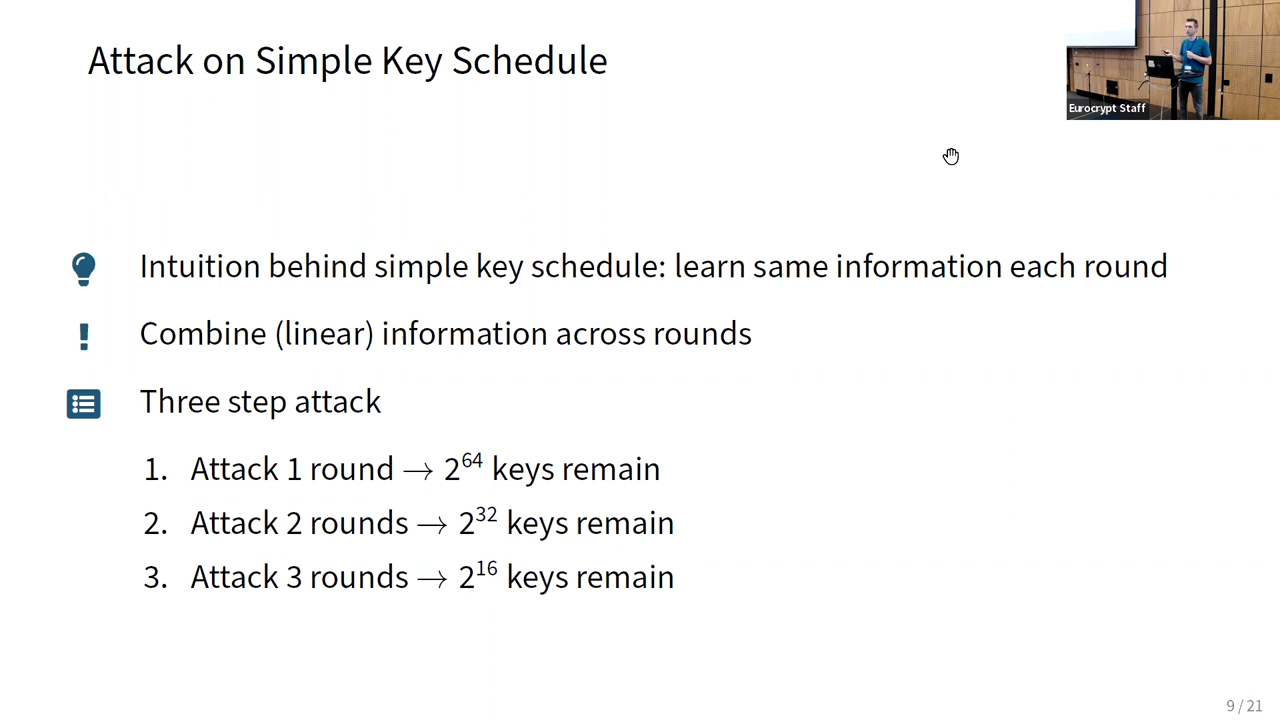 Attack on Simple Key Schedule
Eurocrypt Staff
Intuition behind simple key schedule: learn same information each round
Combine (linear) information across rounds
Three step attack
1. Attack 1 round → 2^64 keys remain
2. Attack 2 rounds → 2^32 keys remain
3. Attack 3 rounds → 2^16 keys remain
9 / 21